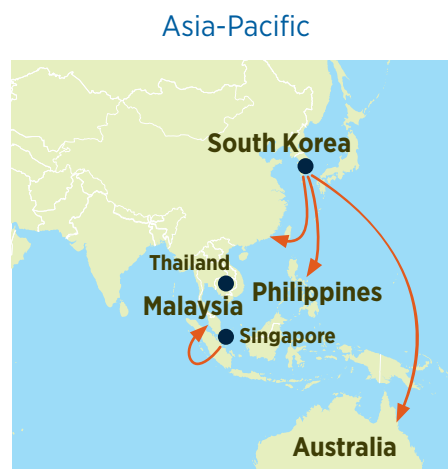 Asia-Pacific
South Korea
Thailand
Malaysia
Philippines
Singapore
Australia